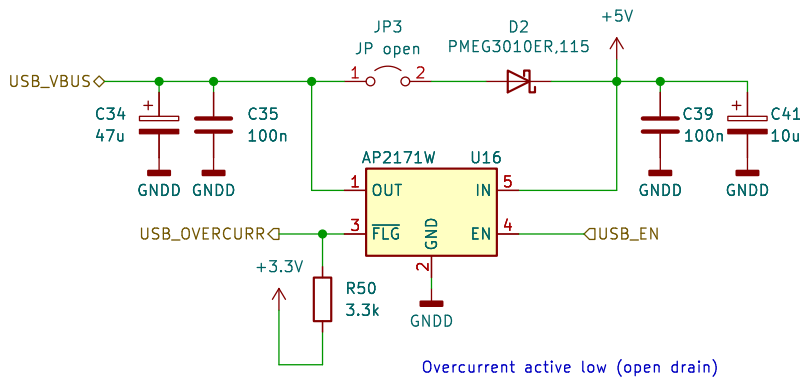 +5V
JP3
JP open
D2
PMEG3010ER,115
USB_VBUS
1
2
C34
47u
C35
100n
C39
100n
C41
10u
GNDD
GNDD
GNDD
GNDD
AP2171W
U16
1
OUT
IN
5
USB_OVERCURR
3
FLG
GND
EN
4
USB_EN
2
+3.3V
R50
3.3k
GNDD
Overcurrent active low (open drain)